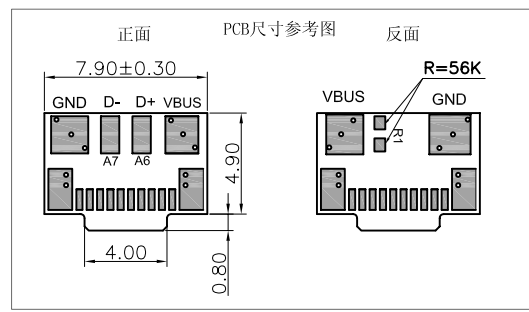 正面
PCB尺寸参考图
反面
7.90±0.30
R=56K
GND D- D+ VBUS
VBUS
GND
R1
A7 A6
4.90
4.00
0.80